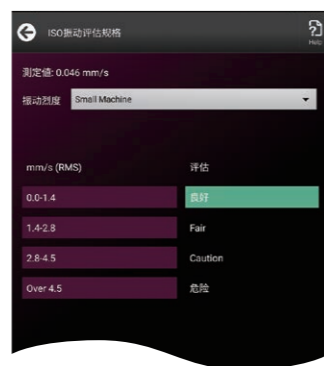 ISO振动评估规格
Help
测定值: 0.046 mm/s
振动烈度 Small Machine
mm/s (RMS) 评估
0.0-1.4 良好
1.4-2.8 Fair
2.8-4.5 Caution
Over 4.5 危险